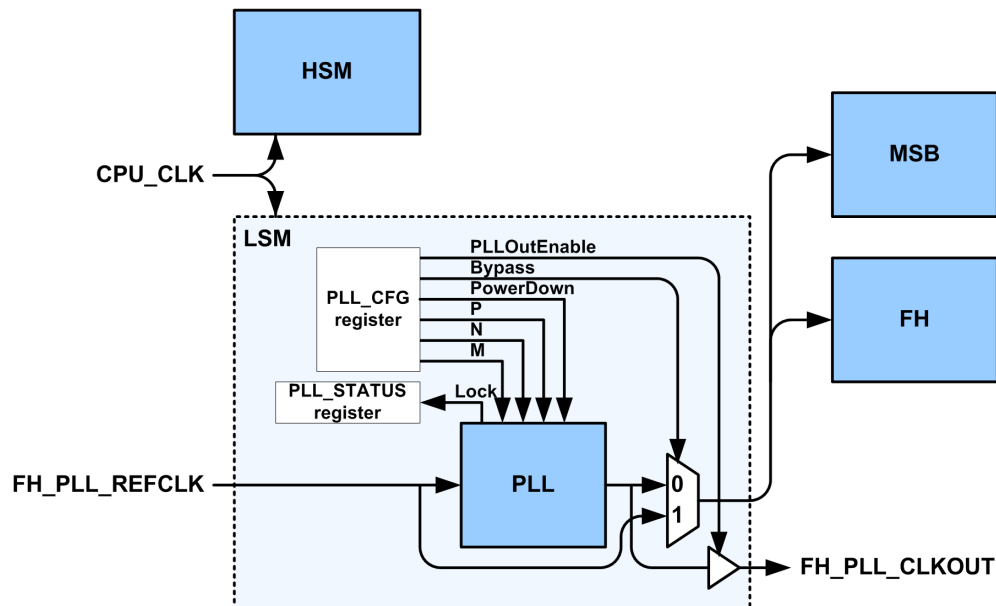 HSM
MSB
CPU_CLK
LSM
PLLOutEnable
Bypass
PLL_CFG
register
PowerDown
P
N
M
FH
PLL_STATUS
register
Lock
FH_PLL_REFCLK
PLL
0
1
FH_PLL_CLKOUT